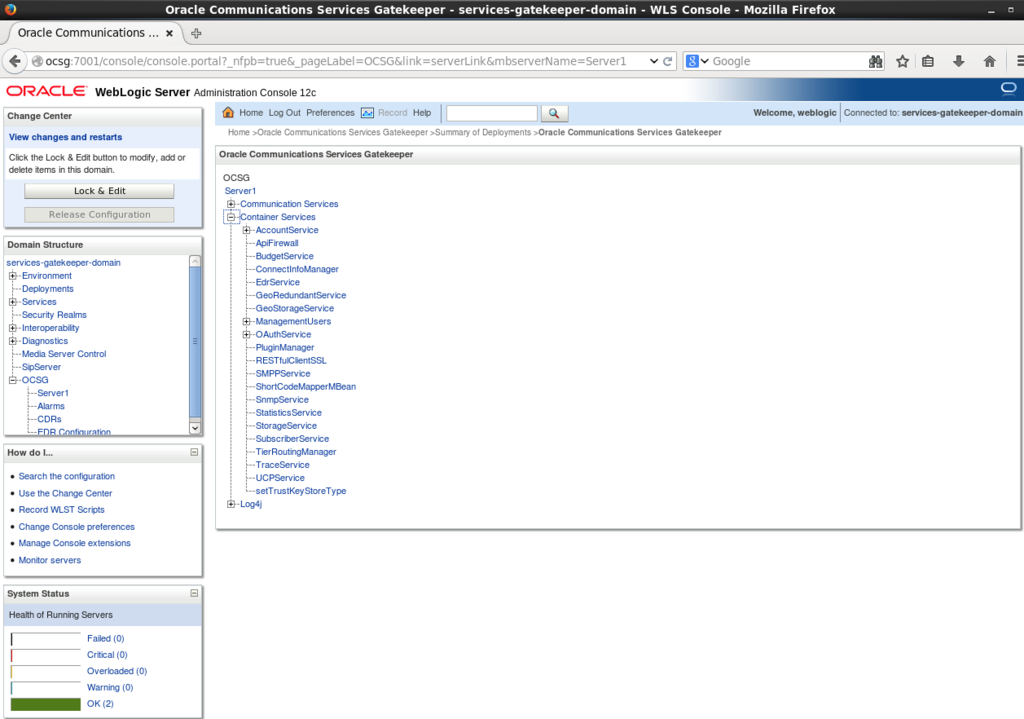 Oracle Communications Services Gatekeeper - services-gatekeeper-domain - WLS Console - Mozilla Firefox
Oracle Communications ...
ocsg:7001/console/console.portal?_nfpb=true&_pageLabel=OCSG&link=serverLink&mbserverName=Server1
Google
ORACLE WebLogic Server Administration Console 12c
Change Center
View changes and restarts
Click the Lock & Edit button to modify, add or
delete items in this domain.
Lock & Edit
Release Configuration
Domain Structure
services-gatekeeper-domain
Environment
Deployments
Services
Security Realms
Interoperability
Diagnostics
Media Server Control
SipServer
OCSG
Server1
Alarms
CDRs
EDR Configuration
How do I...
Search the configuration
Use the Change Center
Record WLST Scripts
Change Console preferences
Manage Console extensions
Monitor servers
System Status
Health of Running Servers
Failed (0)
Critical (0)
Overloaded (0)
Warning (0)
OK (2)
Home Log Out Preferences Record Help
Welcome, weblogic
Connected to: services-gatekeeper-domain
Home >Oracle Communications Services Gatekeeper >Summary of Deployments >Oracle Communications Services Gatekeeper
Oracle Communications Services Gatekeeper
OCSG
Server1
Communication Services
Container Services
AccountService
ApiFirewall
BudgetService
ConnectInfoManager
EdrService
GeoRedundantService
GeoStorageService
ManagementUsers
OAuthService
PluginManager
RESTfulClientSSL
SMPPService
ShortCodeMapperMBean
SnmpService
StatisticsService
StorageService
SubscriberService
TierRoutingManager
TraceService
UCPService
setTrustKeyStoreType
Log4j